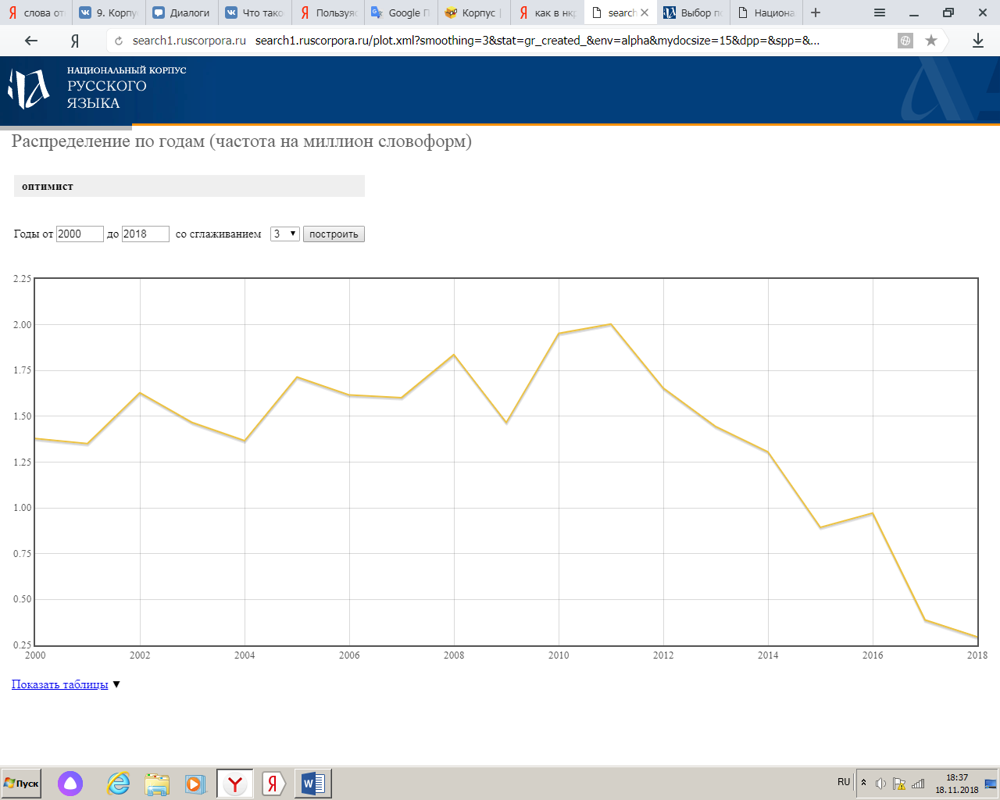 слова от
9. Корпу
Диалоги
Что тако
Пользуяс
Google П
Корпус |
как в нкр
search
Выбор по
Национа
search1.ruscorpora.ru search1.ruscorpora.ru/plot.xml?smoothing=3&stat=gr_created_&env=alpha&mydocsize=15&dpp=&spp=&...
НАЦИОНАЛЬНЫЙ КОРПУС
РУССКОГО
ЯЗЫКА
Распределение по годам (частота на миллион словоформ)
оптимист
Годы от 2000 до 2018 со сглаживанием 3 построить
2.25
2.00
1.75
1.50
1.25
1.00
0.75
0.50
0.25
2000 2002 2004 2006 2008 2010 2012 2014 2016 2018
Показать таблицы ▼
Пуск
RU
18:37
18.11.2018